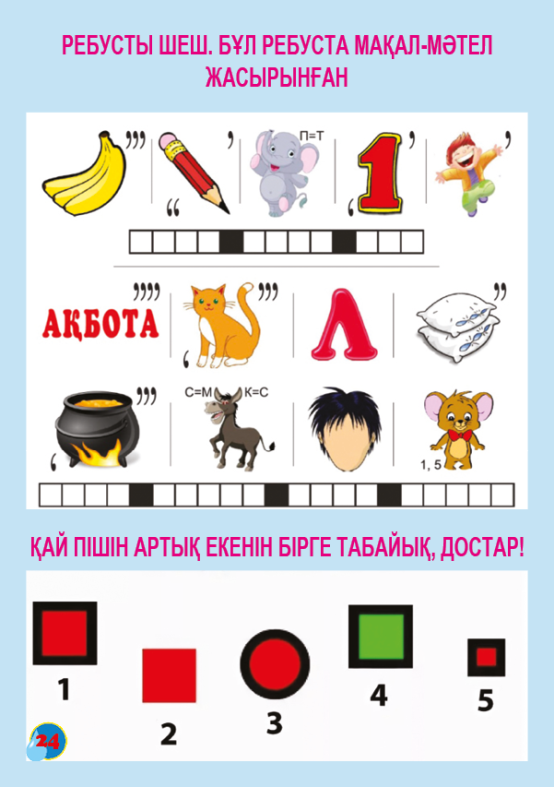 РЕБУСТЫ ШЕШ. БҰЛ РЕБУСТА МАҚАЛ-МӘТЕЛ
ЖАСЫРЫНҒАН
,,, , П=Т , ,
,, , 1
,,,, ,,, ,,
АҚБОТА , Л
,,, С=М К=С
, 1, 5
ҚАЙ ПІШІН АРТЫҚ ЕКЕНІН БІРГЕ ТАБАЙЫҚ, ДОСТАР!
1 2 3 4 5
24